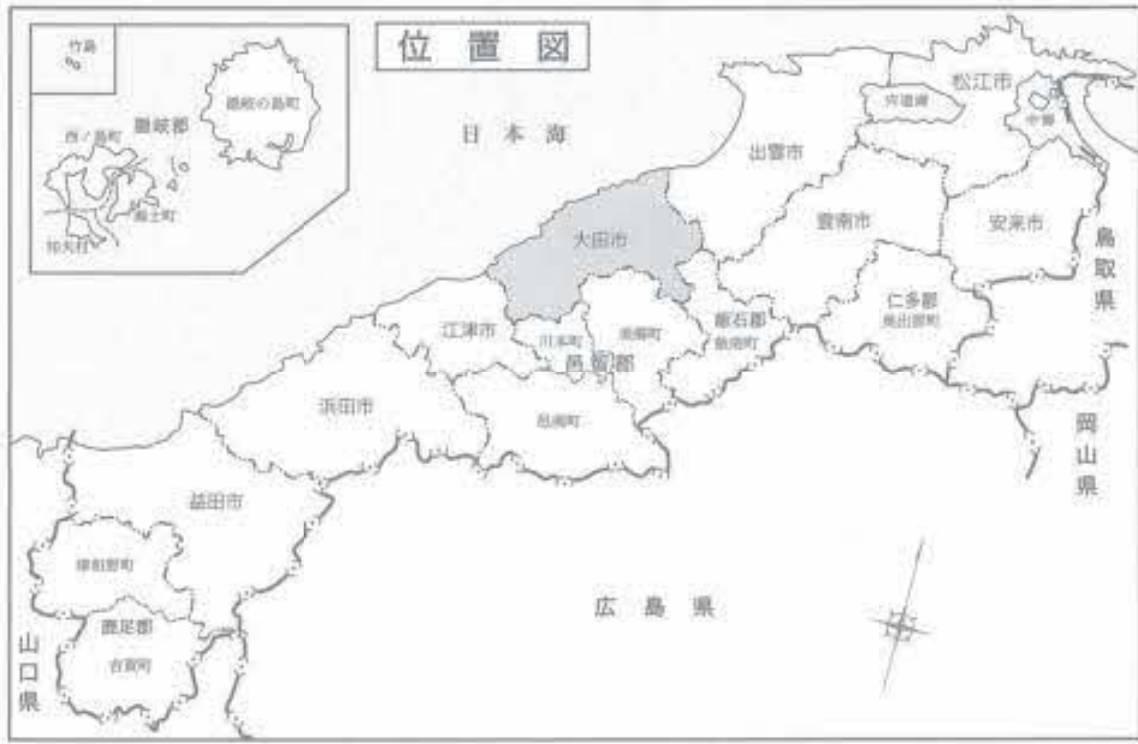 位置図
竹島
隠岐の島町
隠岐郡
西ノ島町
海士町
知夫村
日本海
松江市
宍道湖
中海
出雲市
雲南市
安来市
鳥取県
大田市
仁多郡
奥出雲町
飯石郡
飯南町
江津市
川本町
美郷町
邑智郡
浜田市
邑南町
岡山県
益田市
津和野町
広島県
鹿足郡
吉賀町
山口県